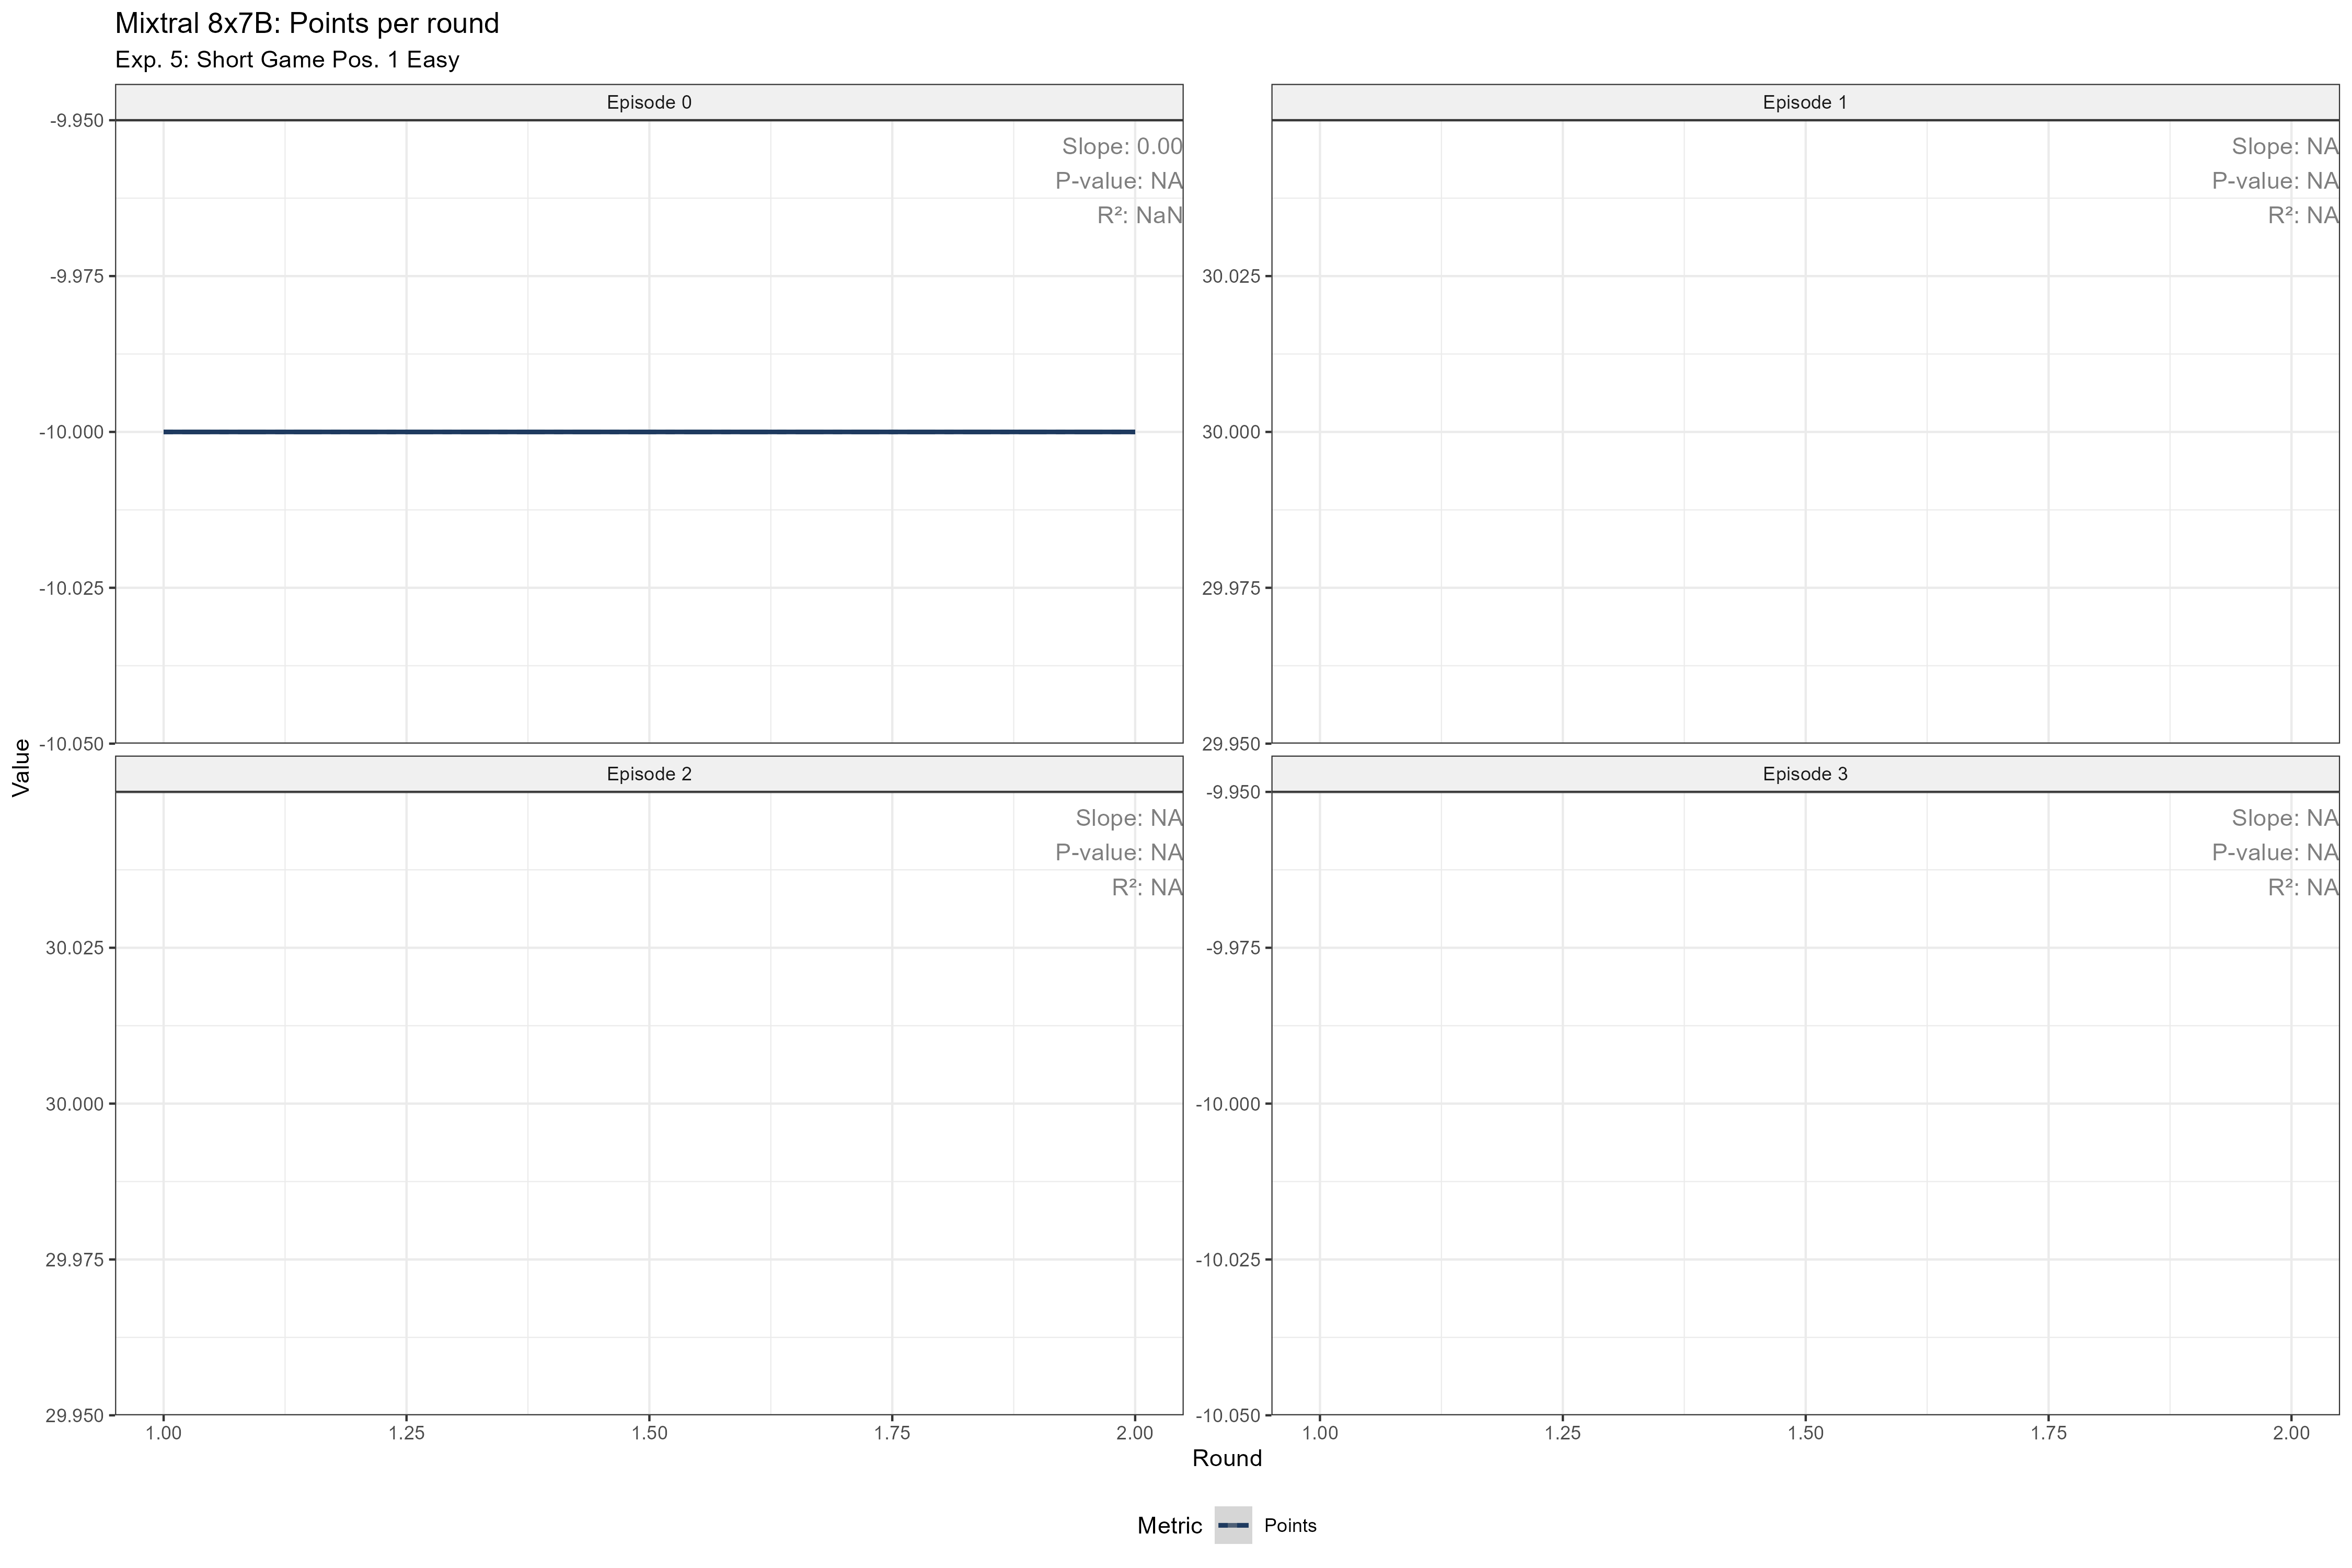 Mixtral 8x7B: Points per round
Exp. 5: Short Game Pos. 1 Easy
Episode 0
-9.950
-9.975
-10.000
-10.025
-10.050
Slope: 0.00
P-value: NA
R²: NaN
Episode 1
30.025
30.000
29.975
29.950
Slope: NA
P-value: NA
R²: NA
Value
Episode 2
30.025
30.000
29.975
29.950
Slope: NA
P-value: NA
R²: NA
1.00 1.25 1.50 1.75 2.00
Episode 3
-9.950
-9.975
-10.000
-10.025
-10.050
Slope: NA
P-value: NA
R²: NA
1.00 1.25 1.50 1.75 2.00
Round
Metric Points